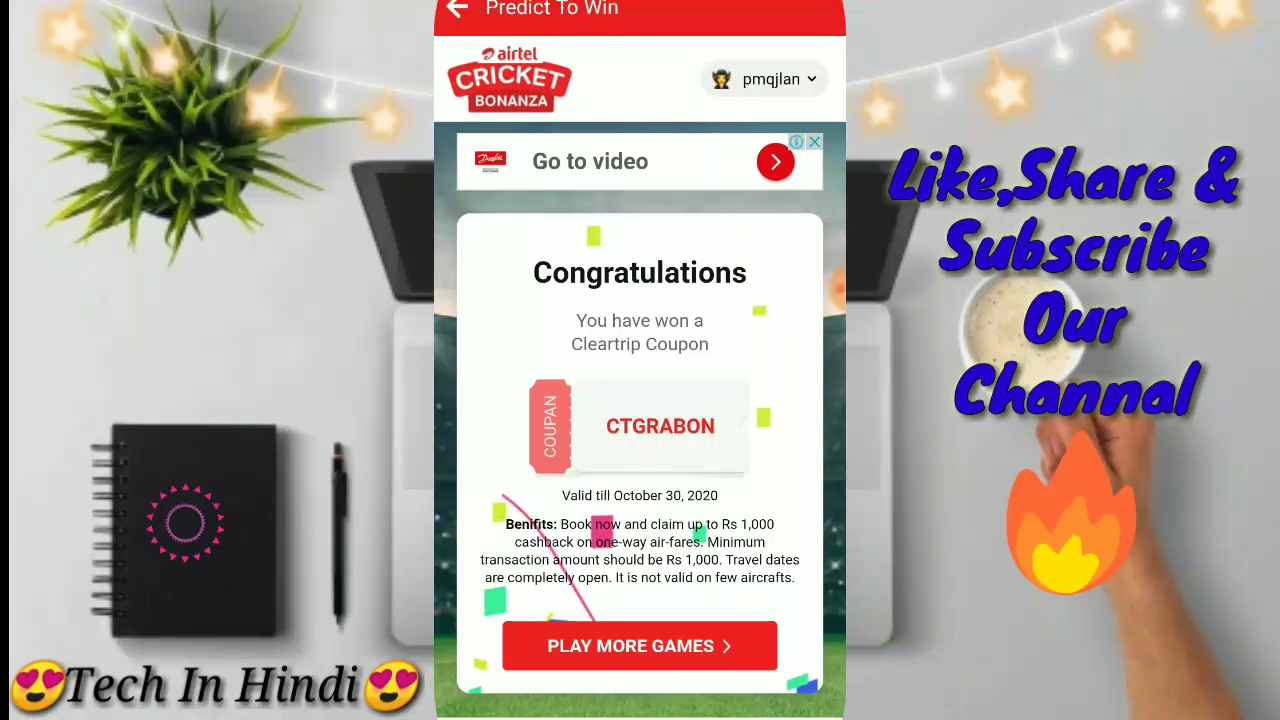 Predict To Win
airtel
CRICKET
BONANZA
pmqjlan
Go to video
Congratulations
You have won a
Cleartrip Coupon
COUPAN
CTGRABON
Valid till October 30, 2020
Benifits: Book now and claim up to Rs 1,000
cashback on one-way air-fares. Minimum
transaction amount should be Rs 1,000. Travel dates
are completely open. It is not valid on few aircrafts.
PLAY MORE GAMES
Like,Share &
Subscribe
Our
Channal
Tech In Hindi